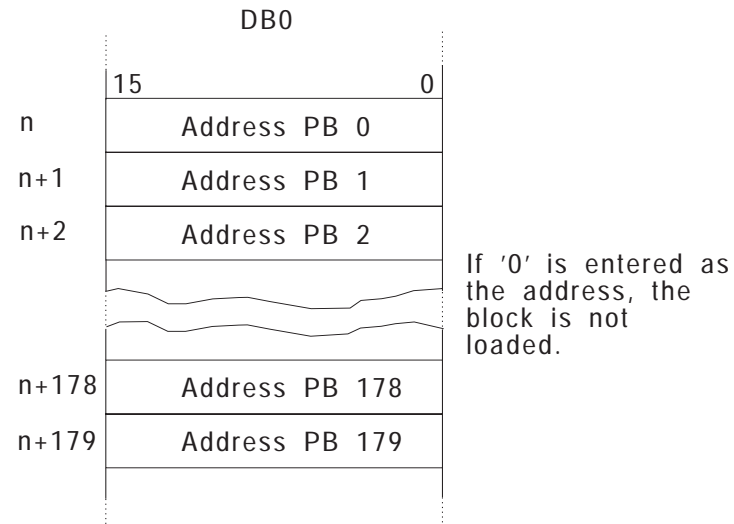 DB0
15 0
n Address PB 0
n+1 Address PB 1
n+2 Address PB 2
If '0' is entered as
the address, the
block is not
loaded.
n+178 Address PB 178
n+179 Address PB 179